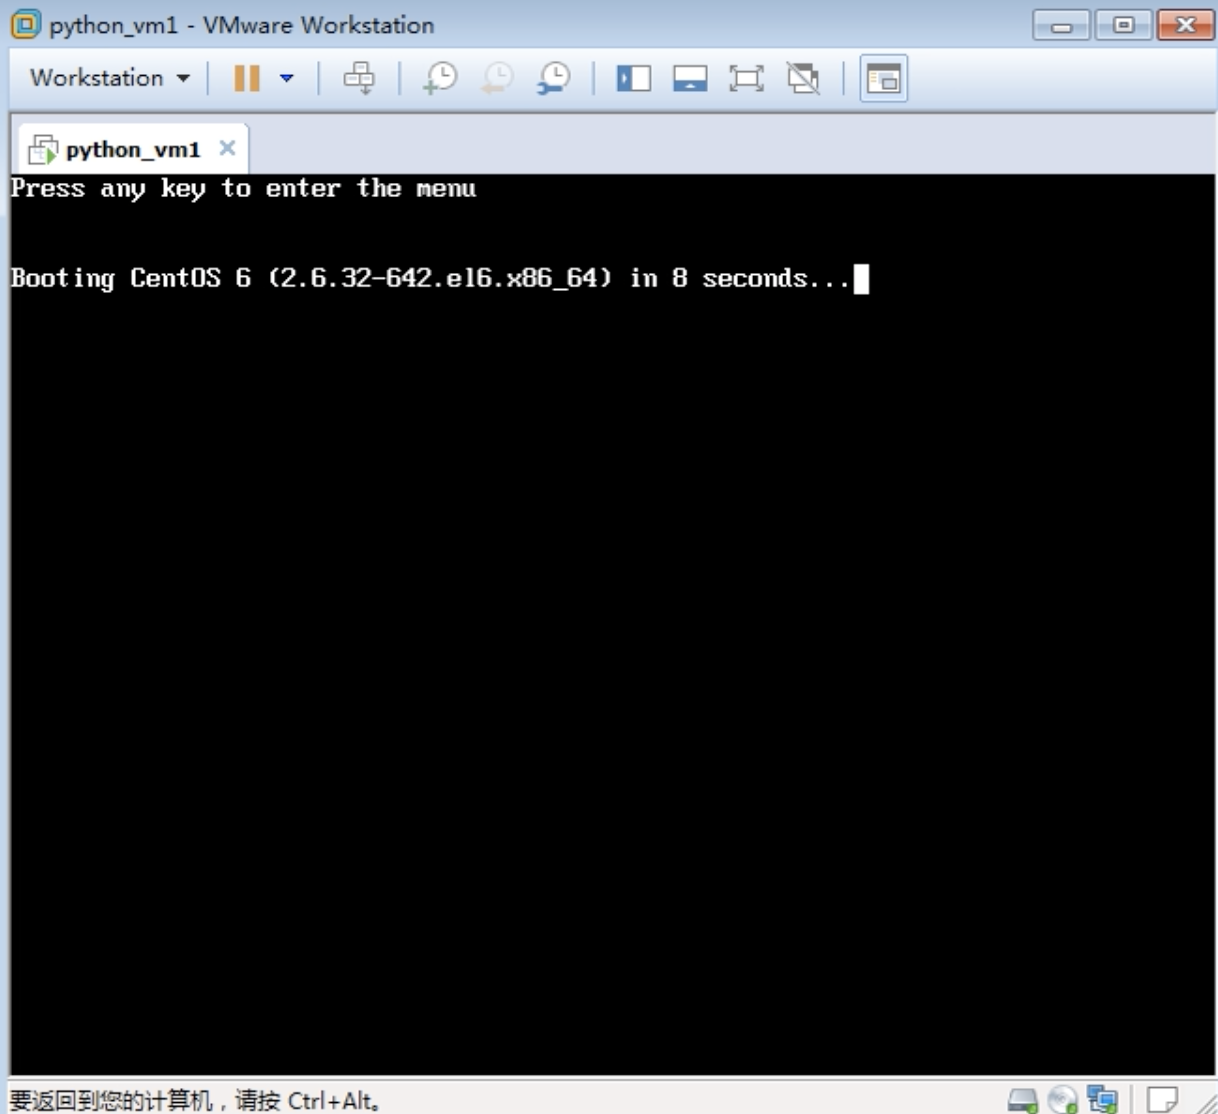 python_vm1 - VMware Workstation
Workstation
python_vm1
Press any key to enter the menu
Booting CentOS 6 (2.6.32-642.el6.x86_64) in 8 seconds...
要返回到您的计算机，请按 Ctrl+Alt。